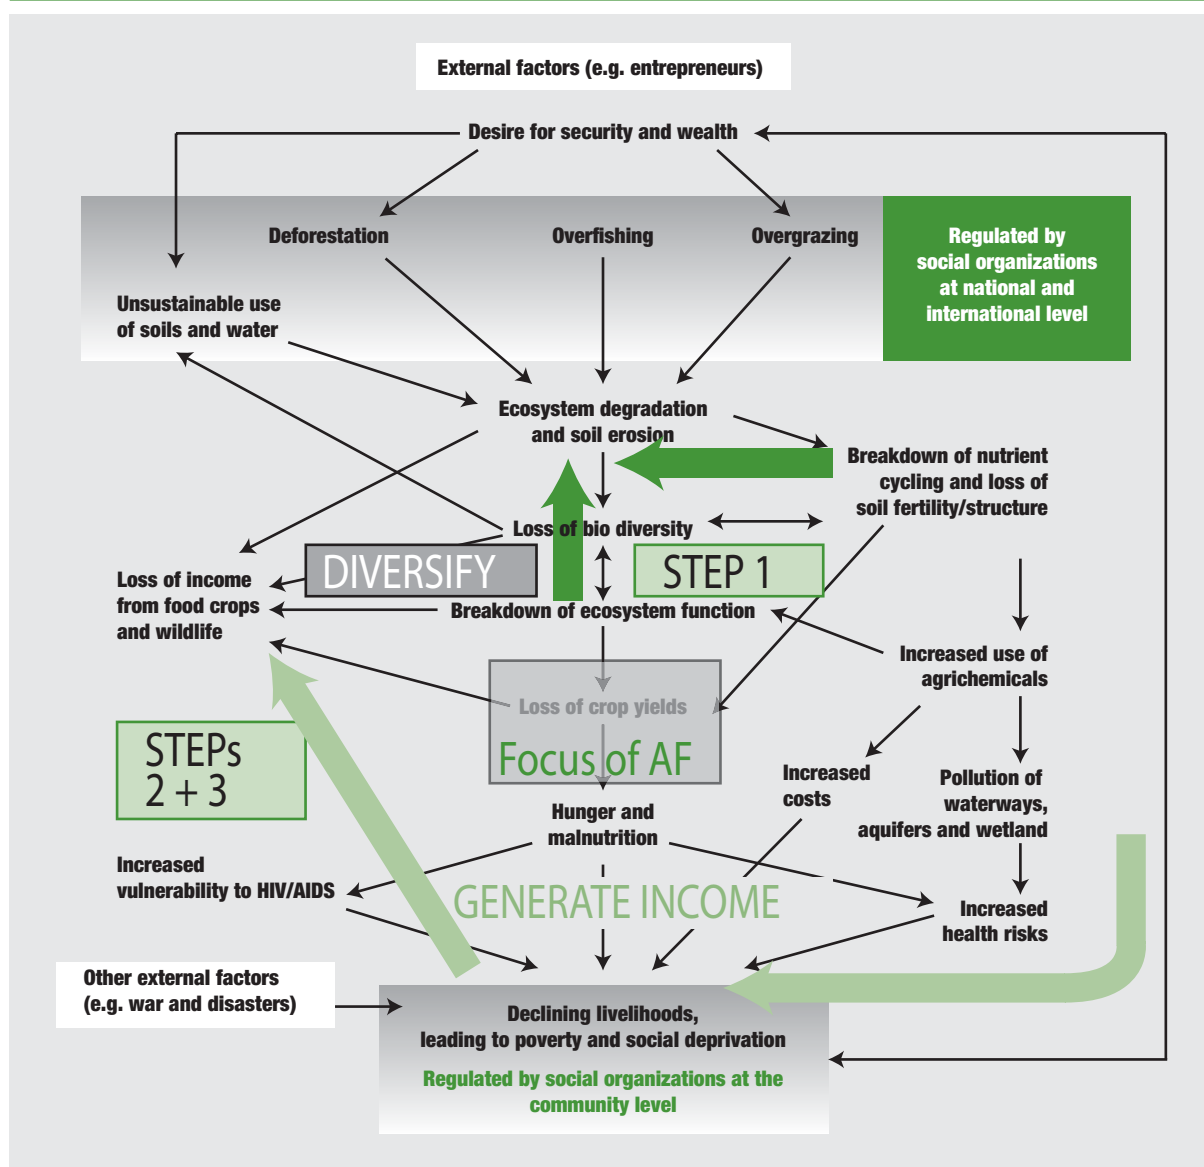 External factors (e.g. entrepreneurs)
Desire for security and wealth
Deforestation
Overfishing
Overgrazing
Regulated by
social organizations
at national and
international level
Unsustainable use
of soils and water
Ecosystem degradation
and soil erosion
Breakdown of nutrient
cycling and loss of
soil fertility/structure
Loss of bio diversity
DIVERSIFY
STEP 1
Loss of income
from food crops
and wildlife
Breakdown of ecosystem function
Increased use of
agrichemicals
Loss of crop yields
Focus of AF
STEPs
2 + 3
Increased
costs
Pollution of
waterways,
aquifers and wetland
Hunger and
malnutrition
Increased
vulnerability to HIV/AIDS
GENERATE INCOME
Increased
health risks
Other external factors
(e.g. war and disasters)
Declining livelihoods,
leading to poverty and social deprivation
Regulated by social organizations at the
community level